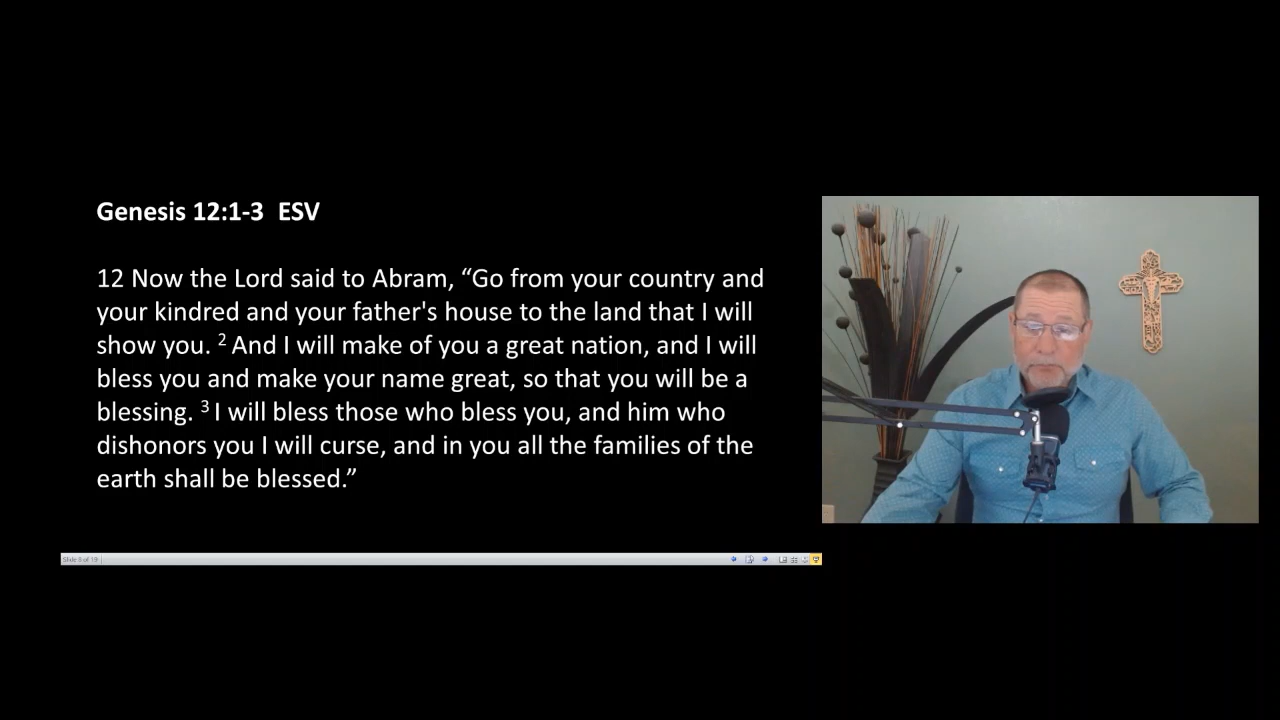 Genesis 12:1-3 ESV
12 Now the Lord said to Abram, “Go from your country and
your kindred and your father's house to the land that I will
show you. 2 And I will make of you a great nation, and I will
bless you and make your name great, so that you will be a
blessing. 3 I will bless those who bless you, and him who
dishonors you I will curse, and in you all the families of the
earth shall be blessed.”